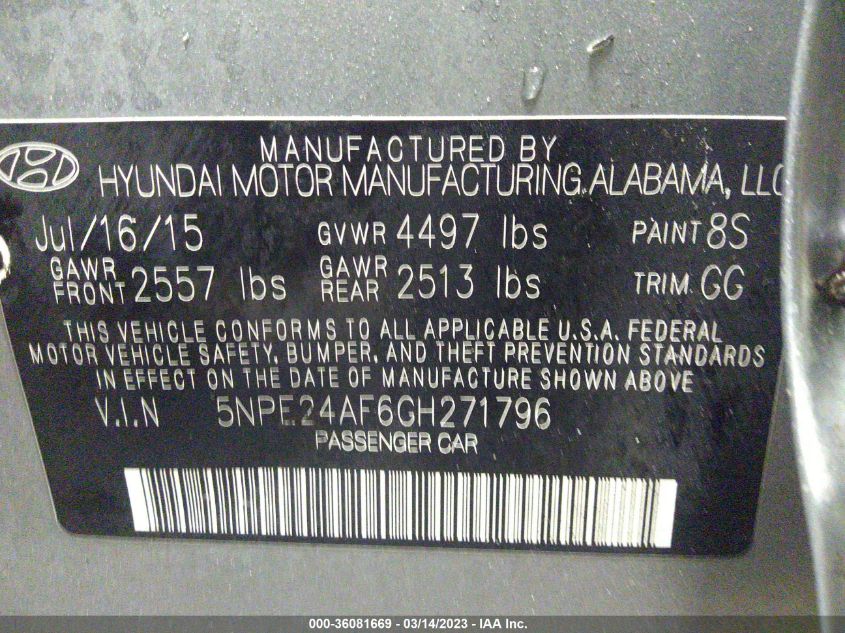 MANUFACTURED BY
HYUNDAI MOTOR MANUFACTURING ALABAMA, LLC
Jul/16/15 GVWR 4497 lbs PAINT 8S
GAWR FRONT 2557 lbs GAWR REAR 2513 lbs TRIM GG
THIS VEHICLE CONFORMS TO ALL APPLICABLE U.S.A. FEDERAL
MOTOR VEHICLE SAFETY, BUMPER, AND THEFT PREVENTION STANDARDS
IN EFFECT ON THE DATE OF MANUFACTURE SHOWN ABOVE
V.I.N 5NPE24AF6GH271796
PASSENGER CAR
000-36081669 — 03/14/2023 — IAA Inc.